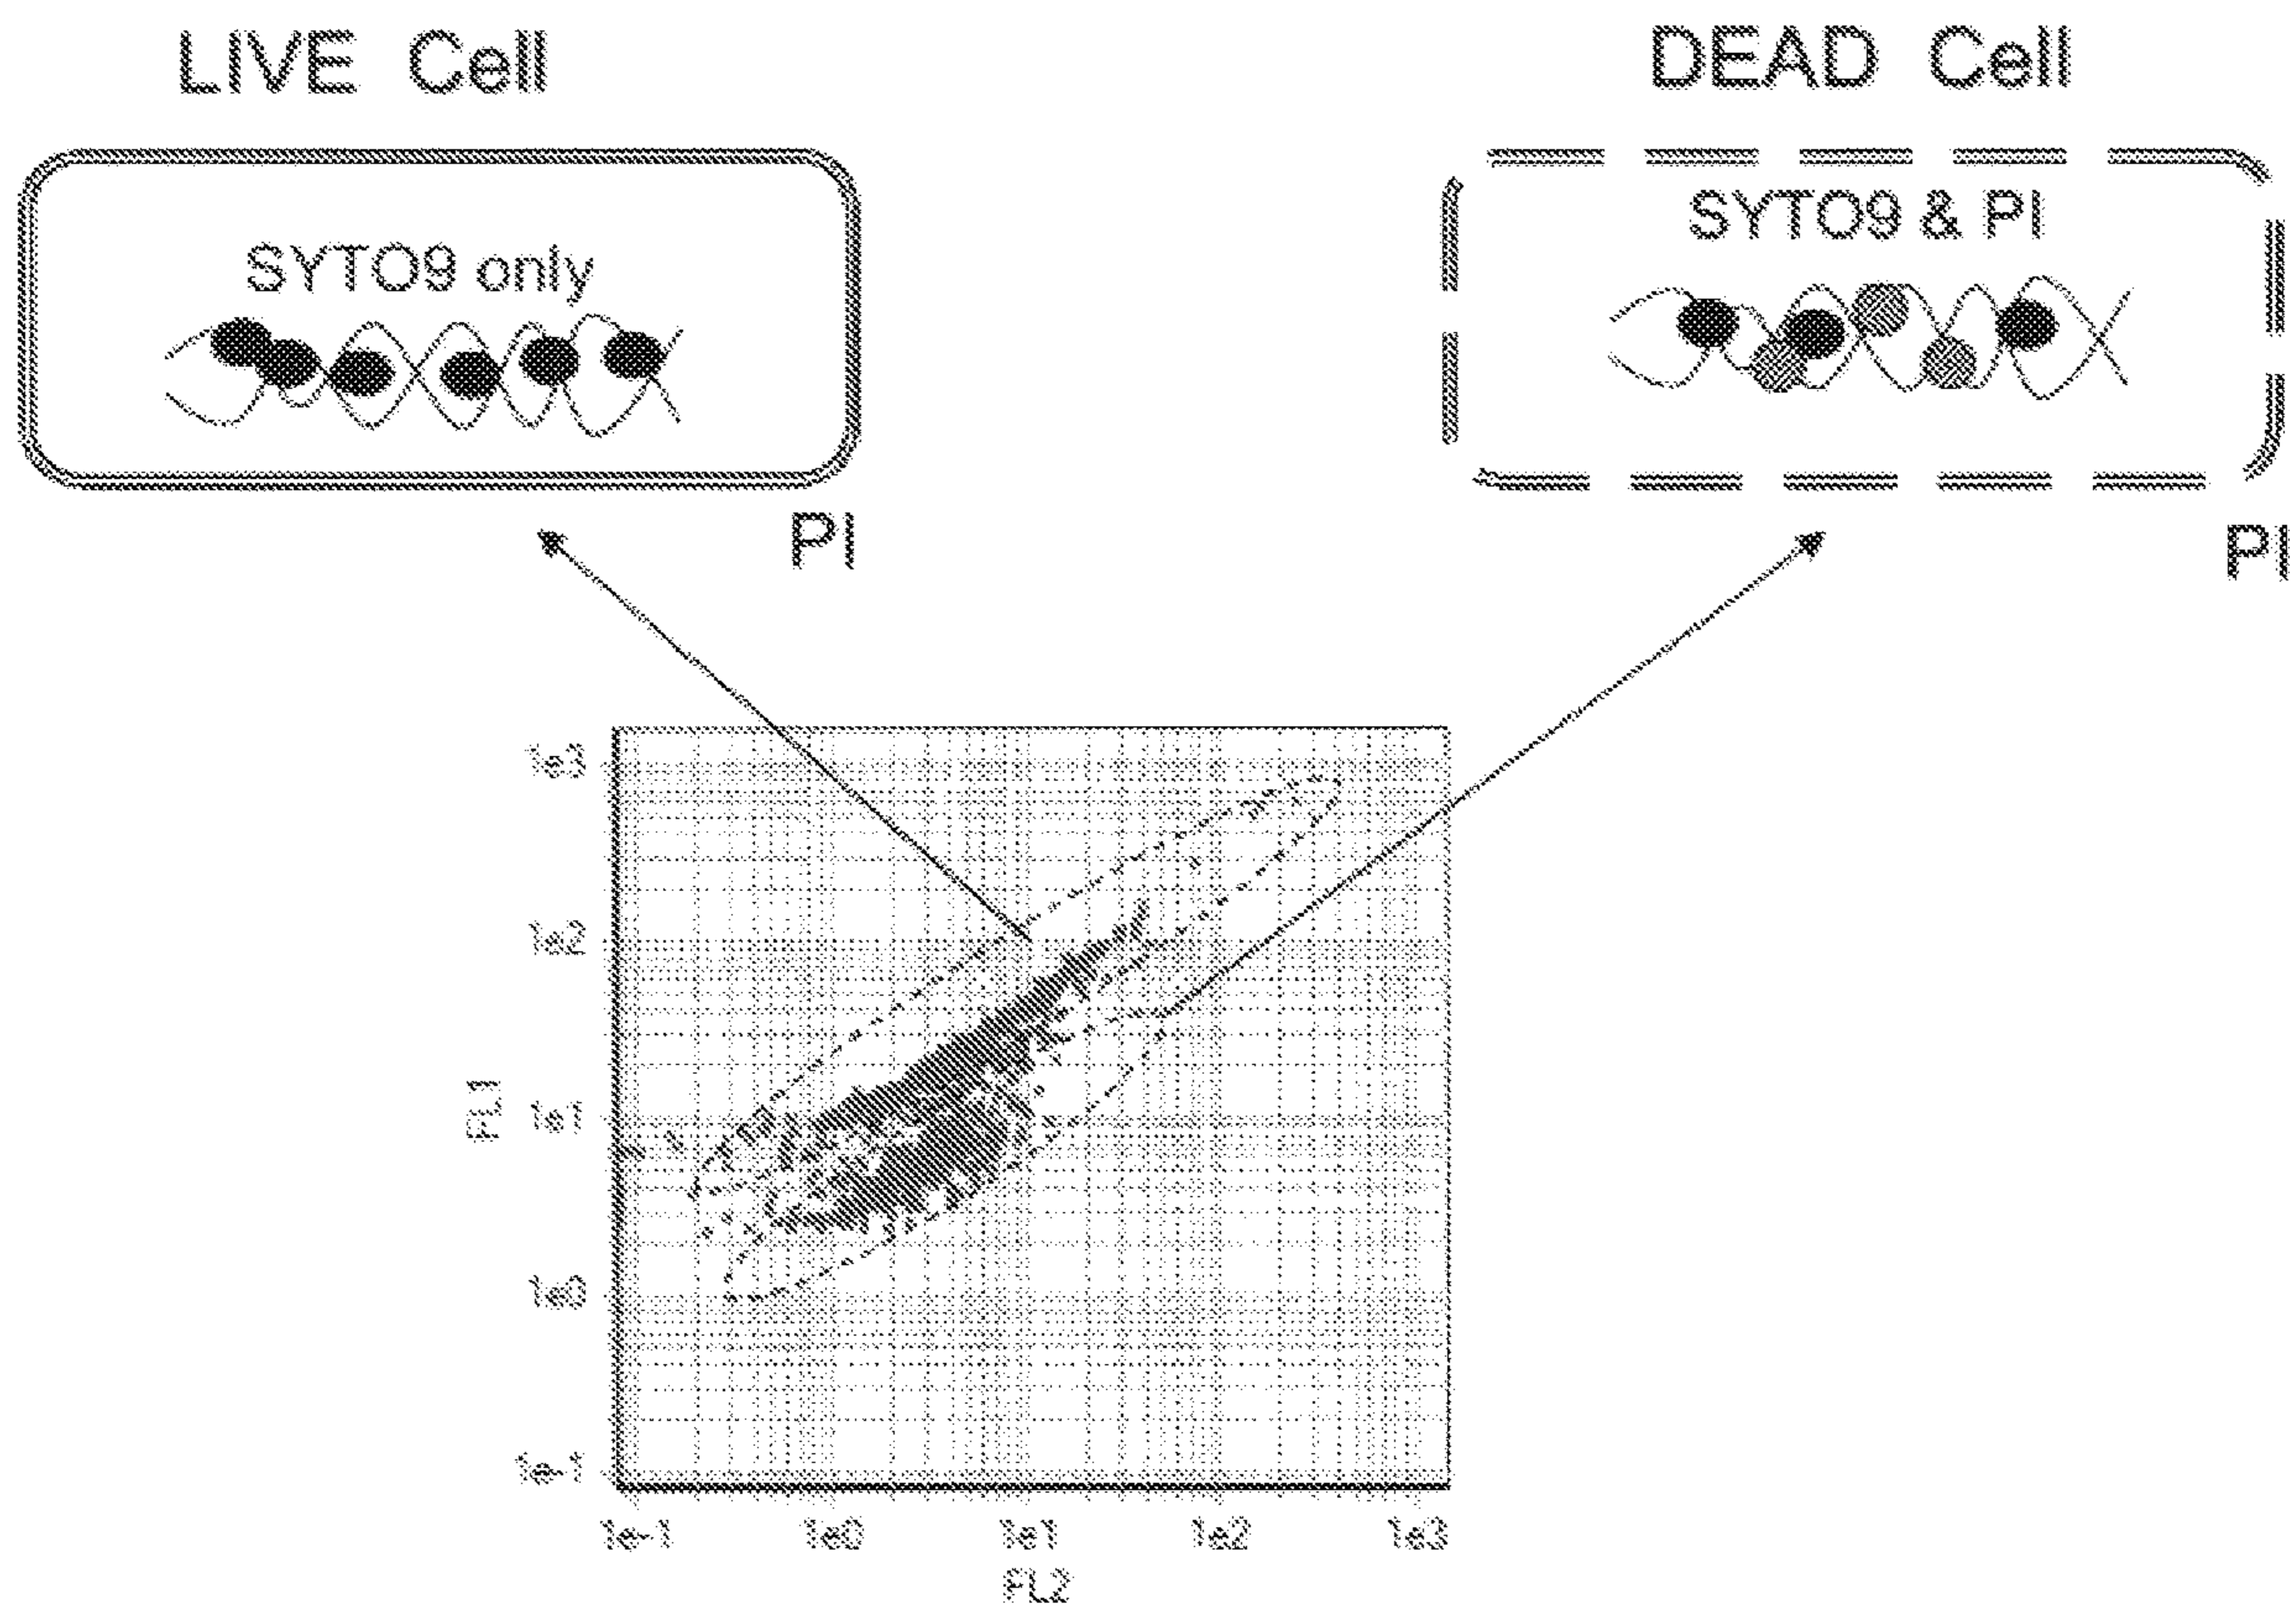 LIVE Cell
DEAD Cell
SYTO9 only
SYTO9 & PI
PI
PI
1e3
1e2
FL1
1e1
1e0
1e-1
1e-1 1e0 1e1 1e2 1e3
FL2